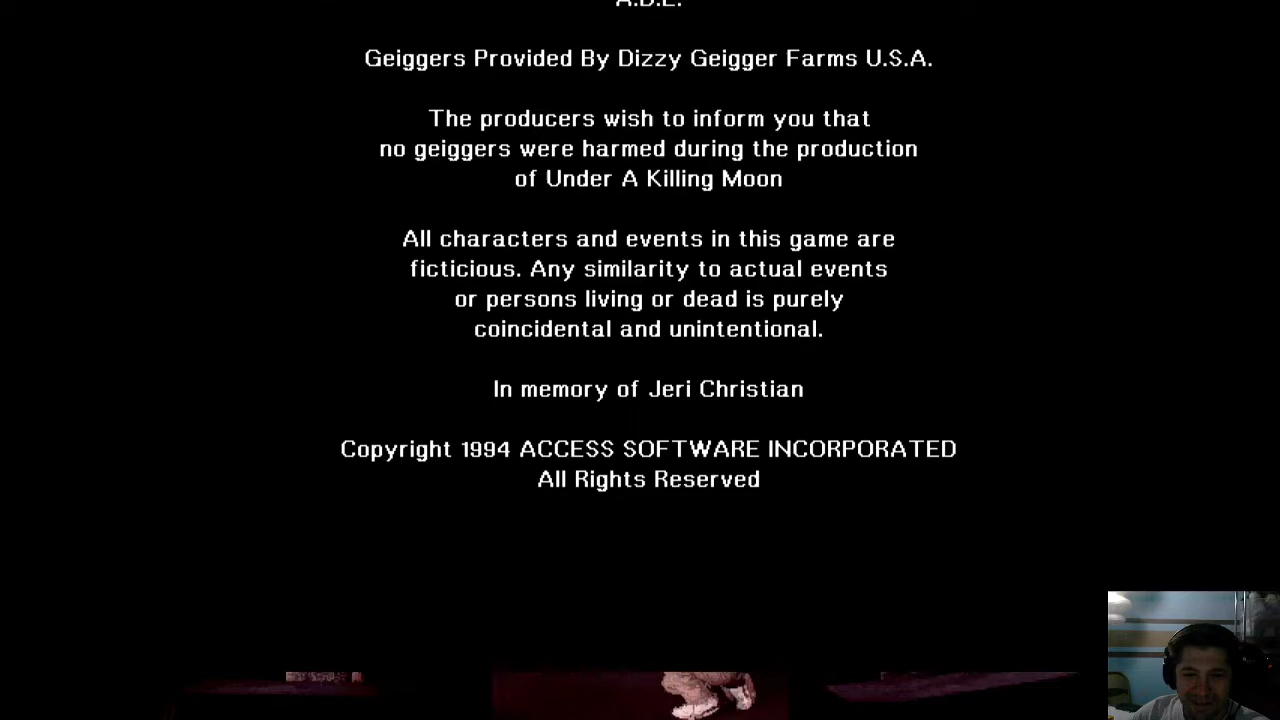 A.D.E.
Geiggers Provided By Dizzy Geigger Farms U.S.A.
The producers wish to inform you that
no geiggers were harmed during the production
of Under A Killing Moon
All characters and events in this game are
ficticious. Any similarity to actual events
or persons living or dead is purely
coincidental and unintentional.
In memory of Jeri Christian
Copyright 1994 ACCESS SOFTWARE INCORPORATED
All Rights Reserved